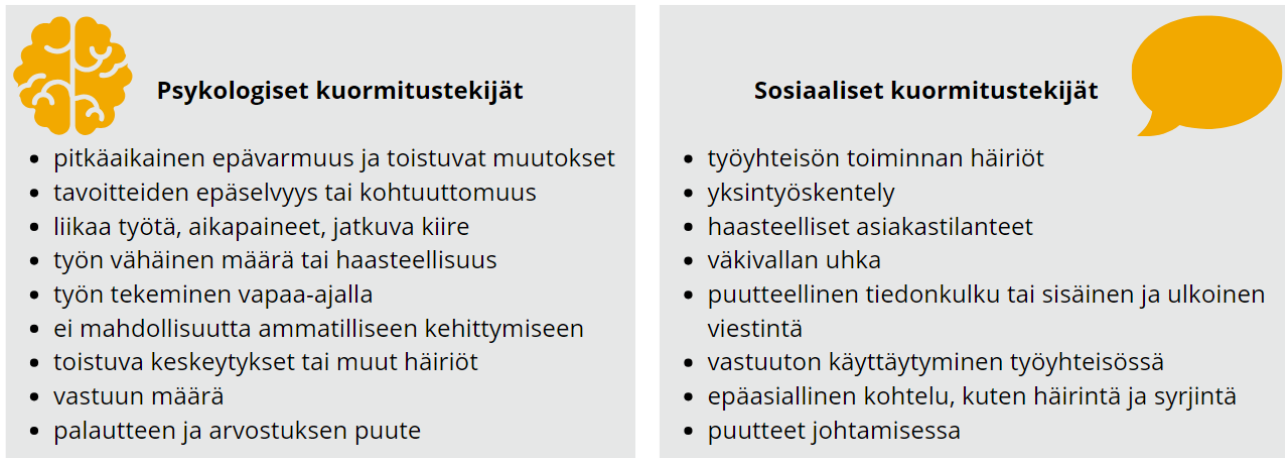 Psykologiset kuormitustekijät
• pitkäaikainen epävarmuus ja toistuvat muutokset
• tavoitteiden epäselvyys tai kohtuuttomuus
• liikaa työtä, aikapaineet, jatkuva kiire
• työn vähäinen määrä tai haasteellisuus
• työn tekeminen vapaa-ajalla
• ei mahdollisuutta ammatilliseen kehittymiseen
• toistuva keskeytykset tai muut häiriöt
• vastuun määrä
• palautteen ja arvostuksen puute
Sosiaaliset kuormitustekijät
• työyhteisön toiminnan häiriöt
• yksintyöskentely
• haasteelliset asiakastilanteet
• väkivallan uhka
• puutteellinen tiedonkulku tai sisäinen ja ulkoinen
viestintä
• vastuuton käyttäytyminen työyhteisössä
• epäasiallinen kohtelu, kuten häirintä ja syrjintä
• puutteet johtamisessa